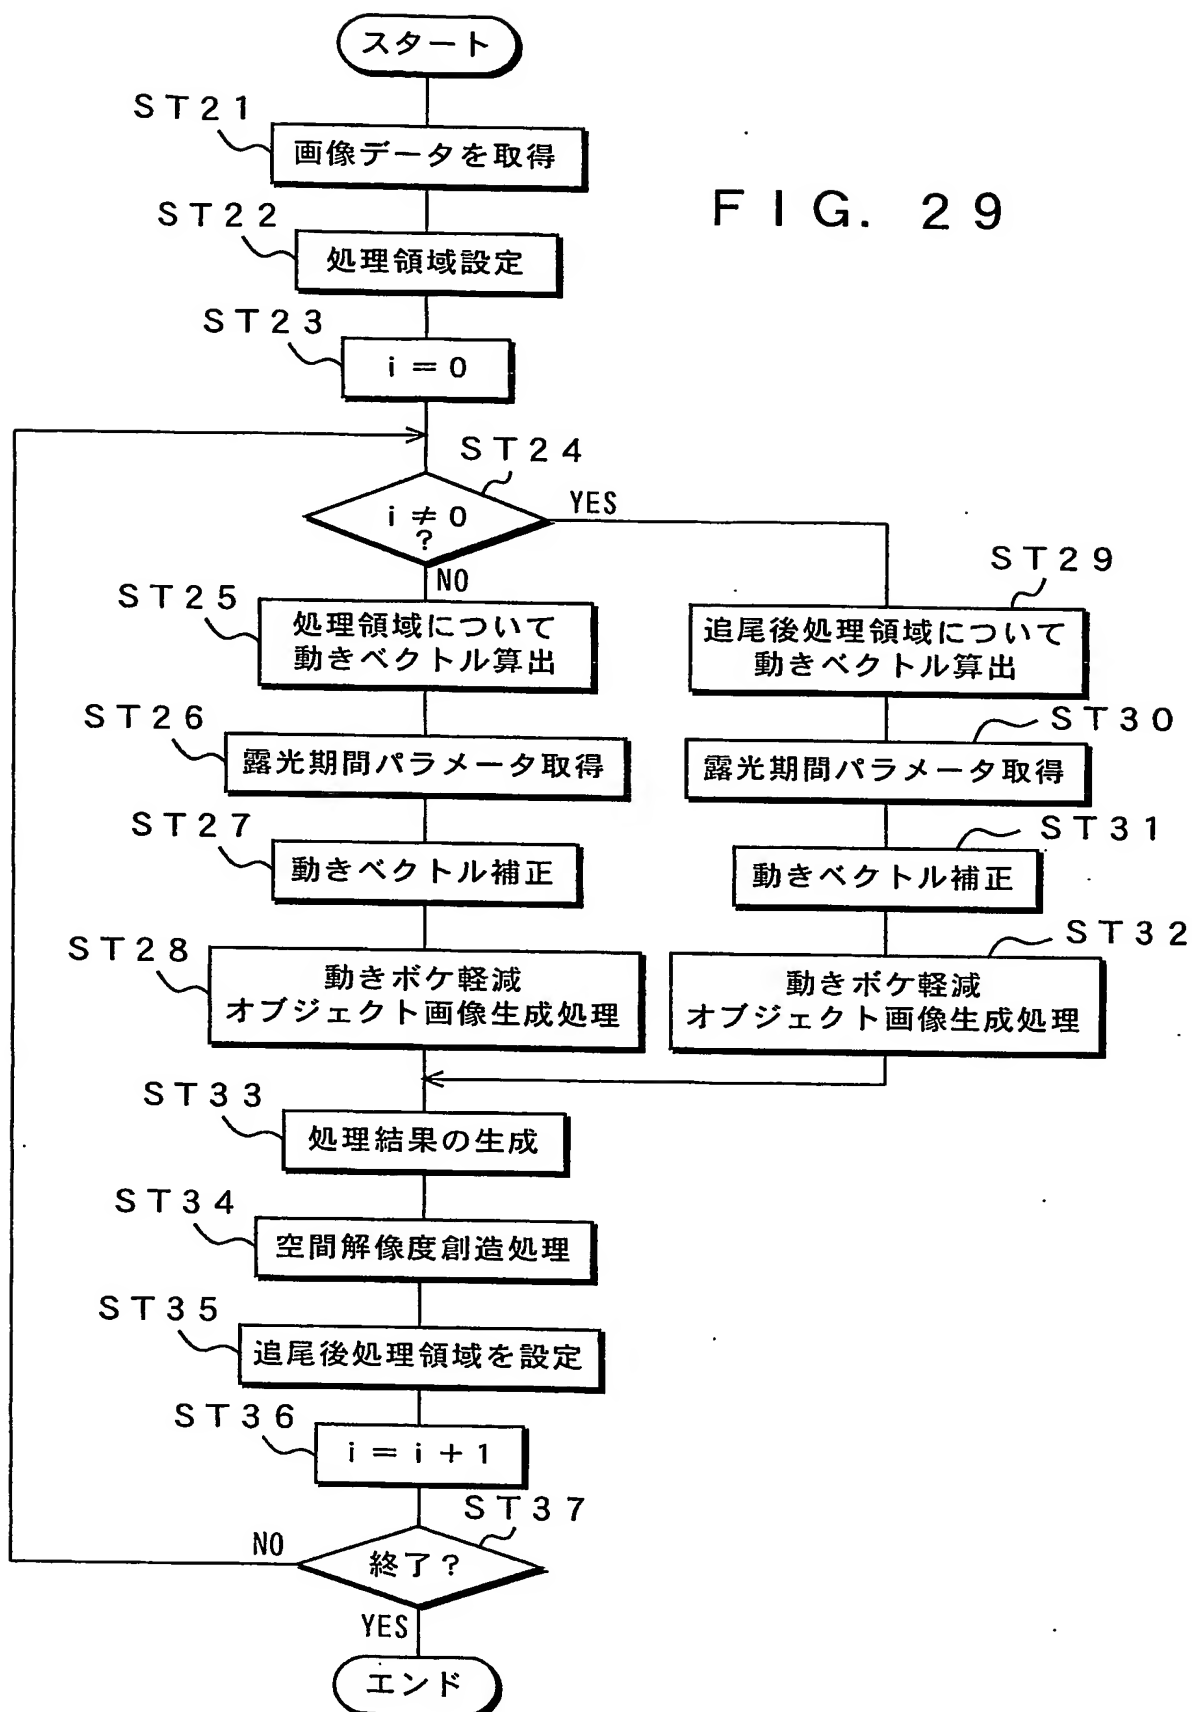 スタート
ST21
画像データを取得
FIG. 29
ST22
処理領域設定
ST23
i=0
ST24
i≠0
?
YES
NO
ST25
処理領域について
動きベクトル算出
ST29
追尾後処理領域について
動きベクトル算出
ST26
露光期間パラメータ取得
ST30
露光期間パラメータ取得
ST27
動きベクトル補正
ST31
動きベクトル補正
ST28
動きボケ軽減
オブジェクト画像生成処理
ST32
動きボケ軽減
オブジェクト画像生成処理
ST33
処理結果の生成
ST34
空間解像度創造処理
ST35
追尾後処理領域を設定
ST36
i=i+1
ST37
終了?
NO
YES
エンド